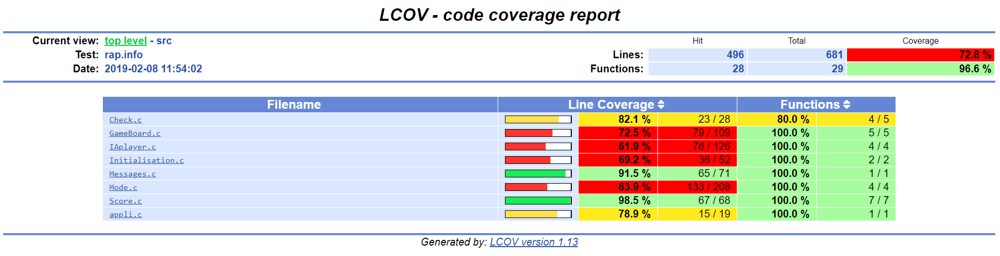 LCOV - code coverage report
Current view: top level - src Hit Total Coverage
Test: rap.info Lines: 496 681 72.8 %
Date: 2019-02-08 11:54:02 Functions: 28 29 96.6 %
Filename Line Coverage Functions
Check.c 82.1 % 23 / 28 80.0 % 4 / 5
GameBoard.c 72.5 % 79 / 109 100.0 % 5 / 5
IAplayer.c 61.9 % 78 / 126 100.0 % 4 / 4
Initialisation.c 69.2 % 36 / 52 100.0 % 2 / 2
Messages.c 91.5 % 65 / 71 100.0 % 1 / 1
Mode.c 63.9 % 133 / 208 100.0 % 4 / 4
Score.c 98.5 % 67 / 68 100.0 % 7 / 7
appli.c 78.9 % 15 / 19 100.0 % 1 / 1
Generated by: LCOV version 1.13